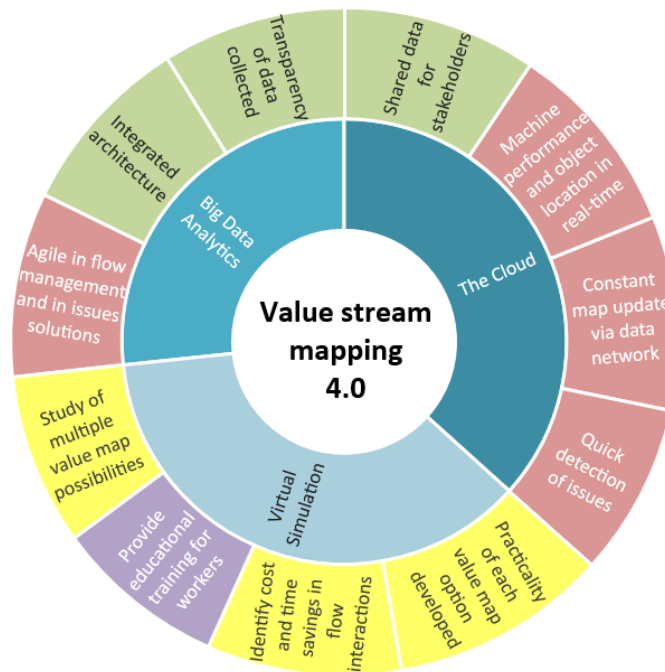 Value stream
mapping
4.0
The Cloud
Shared data
for
stakeholders
Machine
performance
and object
location in
real-time
Constant
map update
via data
network
Quick
detection
of issues
Virtual
Simulation
Practicality
of each
value map
option
developed
Identify cost
and time
savings in
flow
interactions
Provide
educational
training for
workers
Study of
multiple
value map
possibilities
Big Data
Analytics
Agile in flow
management
and in issues
solutions
Integrated
architecture
Transparency
of data
collected